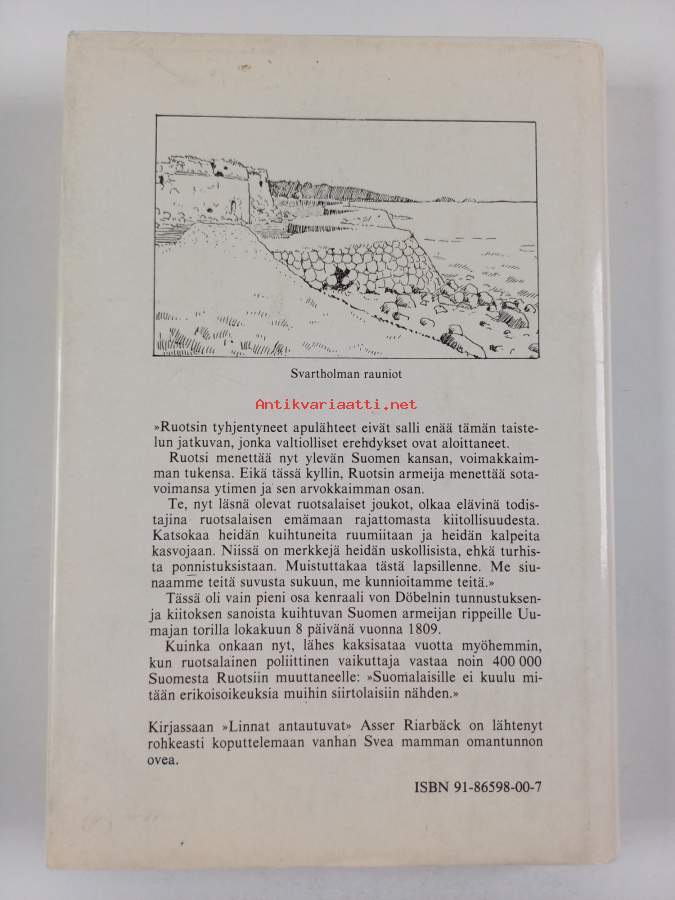 Svartholman rauniot
Antikvariaatti.net
»Ruotsin tyhjentyneet apulähteet eivät salli enää tämän taiste-
lun jatkuvan, jonka valtiolliset erehdykset ovat aloittaneet.
Ruotsi menettää nyt ylevän Suomen kansan, voimakkaim-
man tukensa. Eikä tässä kyllin, Ruotsin armeija menettää sota-
voimansa ytimen ja sen arvokkaimman osan.
Te, nyt läsnä olevat ruotsalaiset joukot, olkaa elävinä todis-
tajina ruotsalaisen emämaan rajattomasta kiitollisuudesta.
Katsokaa heidän kuihtuneita ruumiitaan ja heidän kalpeita
kasvojaan. Niissä on merkkejä heidän uskollisista, ehkä turhis-
ta ponnistuksistaan. Muistuttakaa tästä lapsillenne. Me siu-
naamme teitä suvusta sukuun, me kunnioitamme teitä.»
Tässä oli vain pieni osa kenraali von Döbelnin tunnustuksen-
ja kiitoksen sanoista kuihtuvan Suomen armeijan rippeille Uu-
majan torilla lokakuun 8 päivänä vuonna 1809.
Kuinka onkaan nyt, lähes kaksisataa vuotta myöhemmin,
kun ruotsalainen poliittinen vaikuttaja vastaa noin 400 000
Suomesta Ruotsiin muuttaneelle: »Suomalaisille ei kuulu mi-
tään erikoisoikeuksia muihin siirtolaisiin nähden.»
Kirjassaan »Linnat antautuvat» Asser Riarbäck on lähtenyt
rohkeasti koputtelemaan vanhan Svea mamman omantunnon
ovea.
ISBN 91-86598-00-7